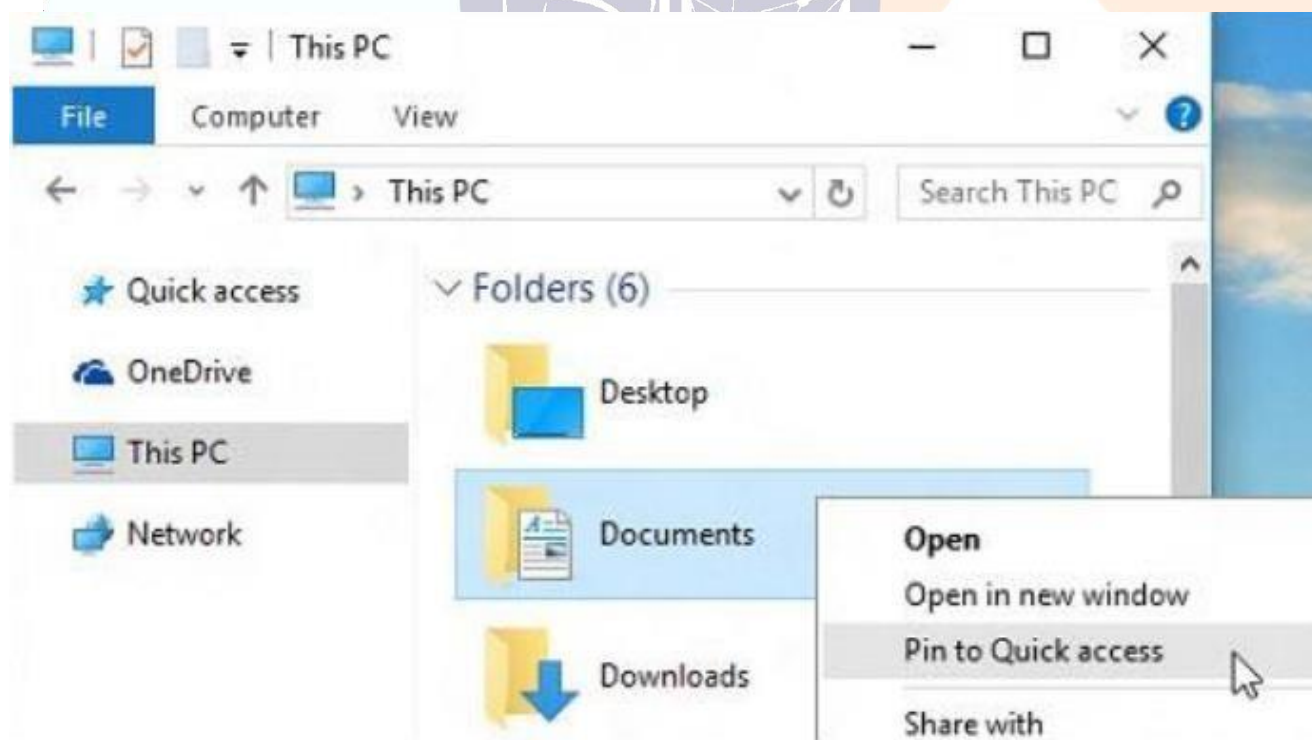 This PC
File Computer View
This PC Search This PC
Quick access
OneDrive
This PC
Network
Folders (6)
Desktop
Documents
Downloads
Open
Open in new window
Pin to Quick access
Share with